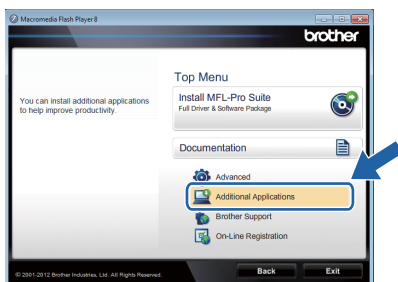 Macromedia Flash Player 8
brother
Top Menu
You can install additional applications
to help improve productivity.
Install MFL-Pro Suite
Full Driver & Software Package
Documentation
Advanced
Additional Applications
Brother Support
On-Line Registration
© 2001-2012 Brother Industries, Ltd. All Rights Reserved.
Back
Exit